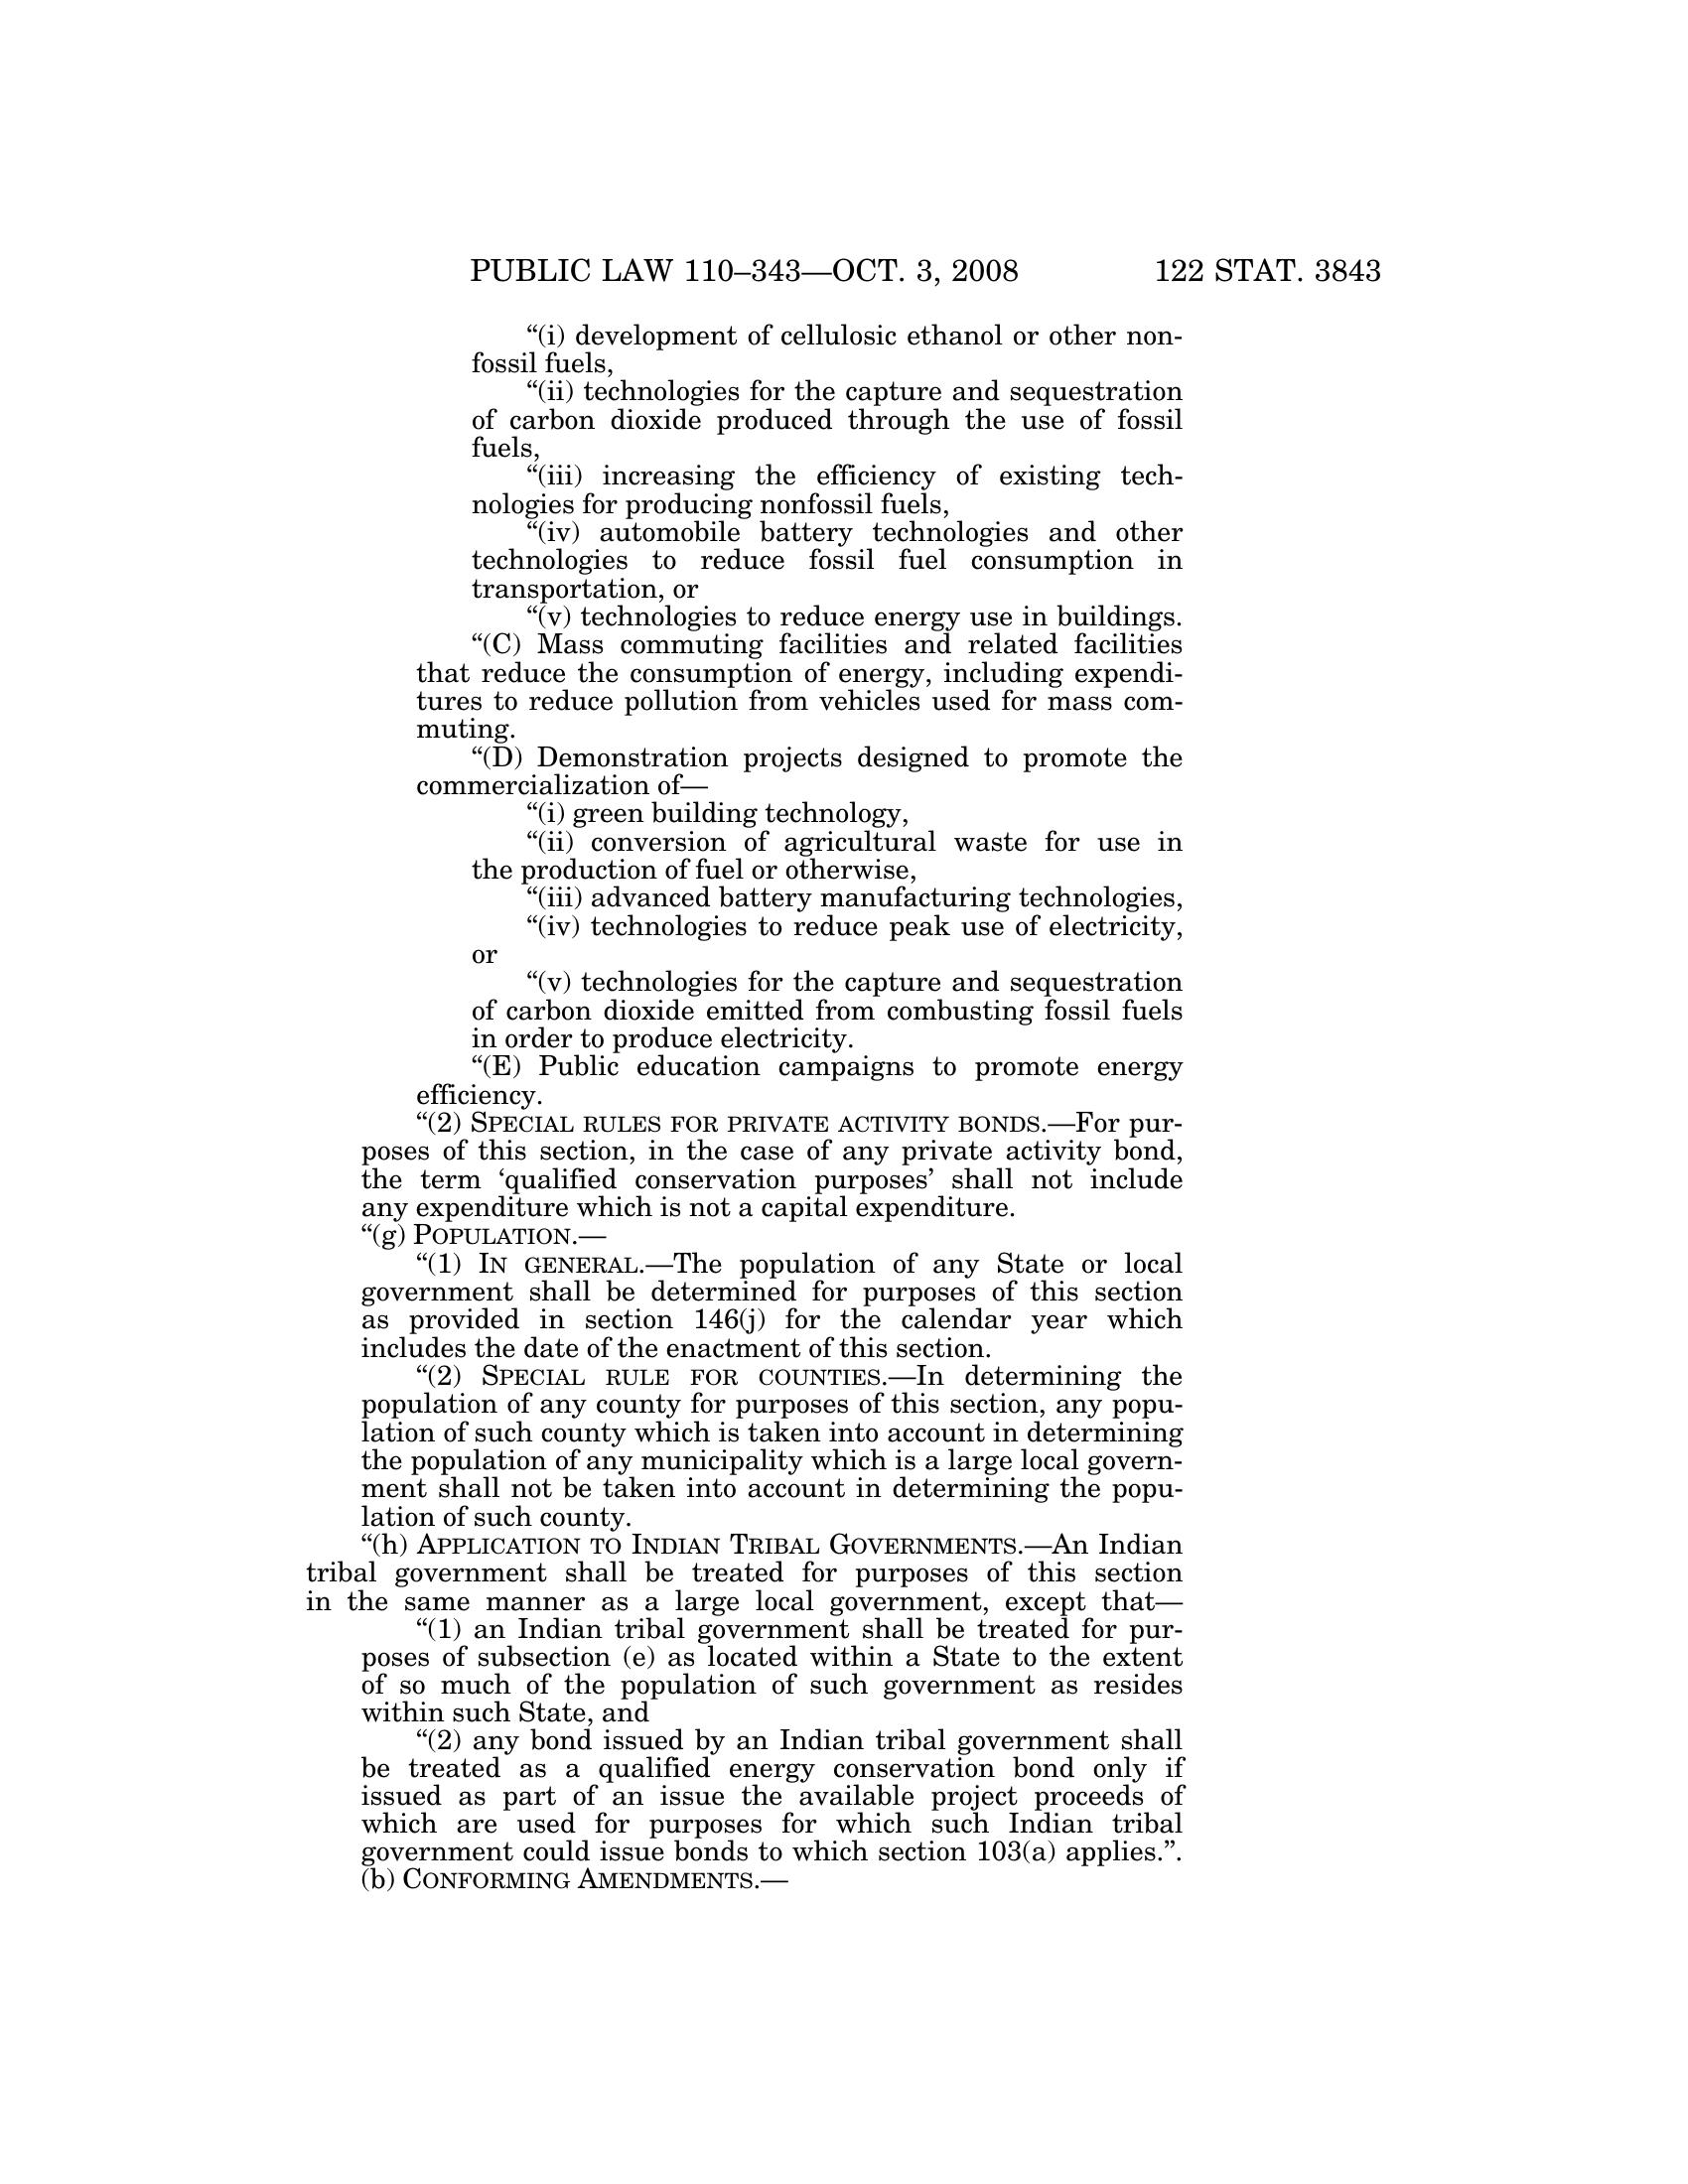 PUBLIC LAW 110–343—OCT. 3, 2008 122 STAT. 3843
“(i) development of cellulosic ethanol or other non-
fossil fuels,
“(ii) technologies for the capture and sequestration
of carbon dioxide produced through the use of fossil
fuels,
“(iii) increasing the efficiency of existing tech-
nologies for producing nonfossil fuels,
“(iv) automobile battery technologies and other
technologies to reduce fossil fuel consumption in
transportation, or
“(v) technologies to reduce energy use in buildings.
“(C) Mass commuting facilities and related facilities
that reduce the consumption of energy, including expendi-
tures to reduce pollution from vehicles used for mass com-
muting.
“(D) Demonstration projects designed to promote the
commercialization of—
“(i) green building technology,
“(ii) conversion of agricultural waste for use in
the production of fuel or otherwise,
“(iii) advanced battery manufacturing technologies,
“(iv) technologies to reduce peak use of electricity,
or
“(v) technologies for the capture and sequestration
of carbon dioxide emitted from combusting fossil fuels
in order to produce electricity.
“(E) Public education campaigns to promote energy
efficiency.
“(2) SPECIAL RULES FOR PRIVATE ACTIVITY BONDS.—For pur-
poses of this section, in the case of any private activity bond,
the term ‘qualified conservation purposes’ shall not include
any expenditure which is not a capital expenditure.
“(g) POPULATION.—
“(1) IN GENERAL.—The population of any State or local
government shall be determined for purposes of this section
as provided in section 146(j) for the calendar year which
includes the date of the enactment of this section.
“(2) SPECIAL RULE FOR COUNTIES.—In determining the
population of any county for purposes of this section, any popu-
lation of such county which is taken into account in determining
the population of any municipality which is a large local govern-
ment shall not be taken into account in determining the popu-
lation of such county.
“(h) APPLICATION TO INDIAN TRIBAL GOVERNMENTS.—An Indian
tribal government shall be treated for purposes of this section
in the same manner as a large local government, except that—
“(1) an Indian tribal government shall be treated for pur-
poses of subsection (e) as located within a State to the extent
of so much of the population of such government as resides
within such State, and
“(2) any bond issued by an Indian tribal government shall
be treated as a qualified energy conservation bond only if
issued as part of an issue the available project proceeds of
which are used for purposes for which such Indian tribal
government could issue bonds to which section 103(a) applies.”.
(b) CONFORMING AMENDMENTS.—